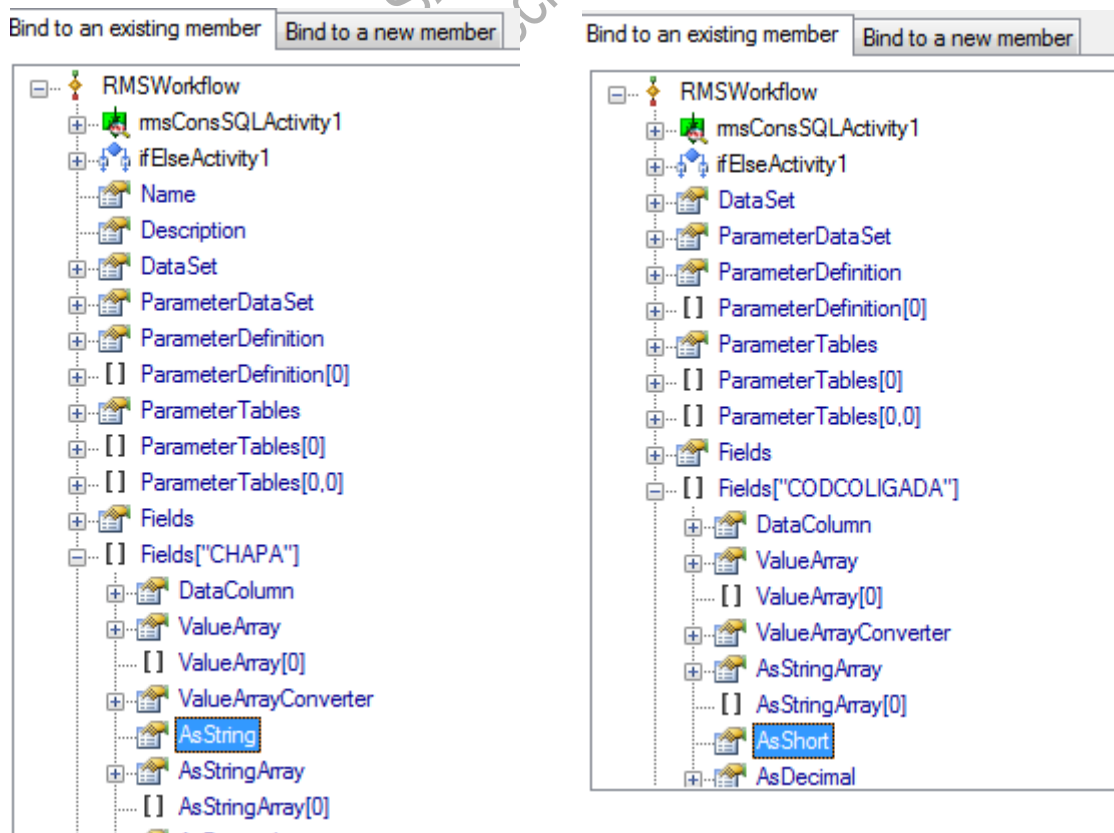 Bind to an existing member
Bind to a new member
RMSWorkflow
rmsConsSQLActivity1
ifElseActivity1
Name
Description
DataSet
ParameterDataSet
ParameterDefinition
[ ] ParameterDefinition[0]
ParameterTables
[ ] ParameterTables[0]
[ ] ParameterTables[0,0]
Fields
[ ] Fields["CHAPA"]
DataColumn
ValueArray
[ ] ValueArray[0]
ValueArrayConverter
AsString
AsStringArray
[ ] AsStringArray[0]
Bind to an existing member
Bind to a new member
RMSWorkflow
rmsConsSQLActivity1
ifElseActivity1
DataSet
ParameterDataSet
ParameterDefinition
[ ] ParameterDefinition[0]
ParameterTables
[ ] ParameterTables[0]
[ ] ParameterTables[0,0]
Fields
[ ] Fields["CODCOLIGADA"]
DataColumn
ValueArray
[ ] ValueArray[0]
ValueArrayConverter
AsStringArray
[ ] AsStringArray[0]
AsShort
AsDecimal